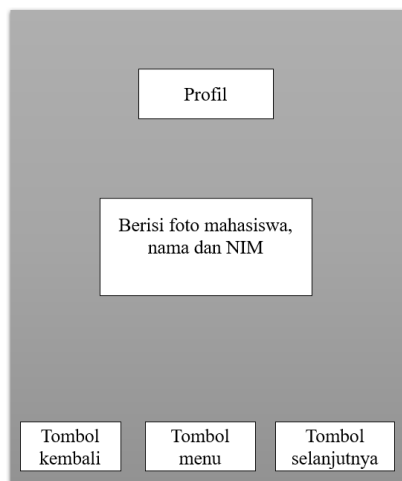 Profil
Berisi foto mahasiswa,
nama dan NIM
Tombol
kembali
Tombol
menu
Tombol
selanjutnya